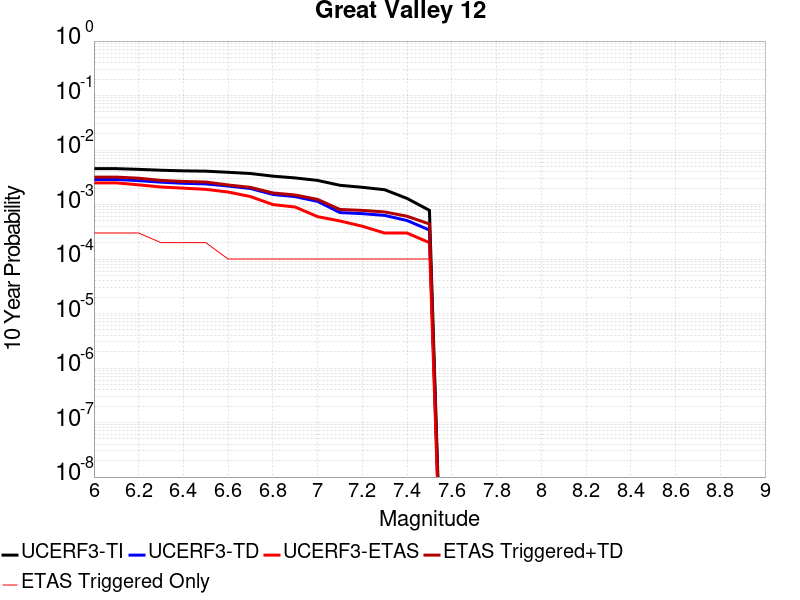 Great Valley 12
10 Year Probability
10^0
10^-1
10^-2
10^-3
10^-4
10^-5
10^-6
10^-7
10^-8
6 6.2 6.4 6.6 6.8 7 7.2 7.4 7.6 7.8 8 8.2 8.4 8.6 8.8 9
Magnitude
UCERF3-TI UCERF3-TD UCERF3-ETAS ETAS Triggered+TD
ETAS Triggered Only